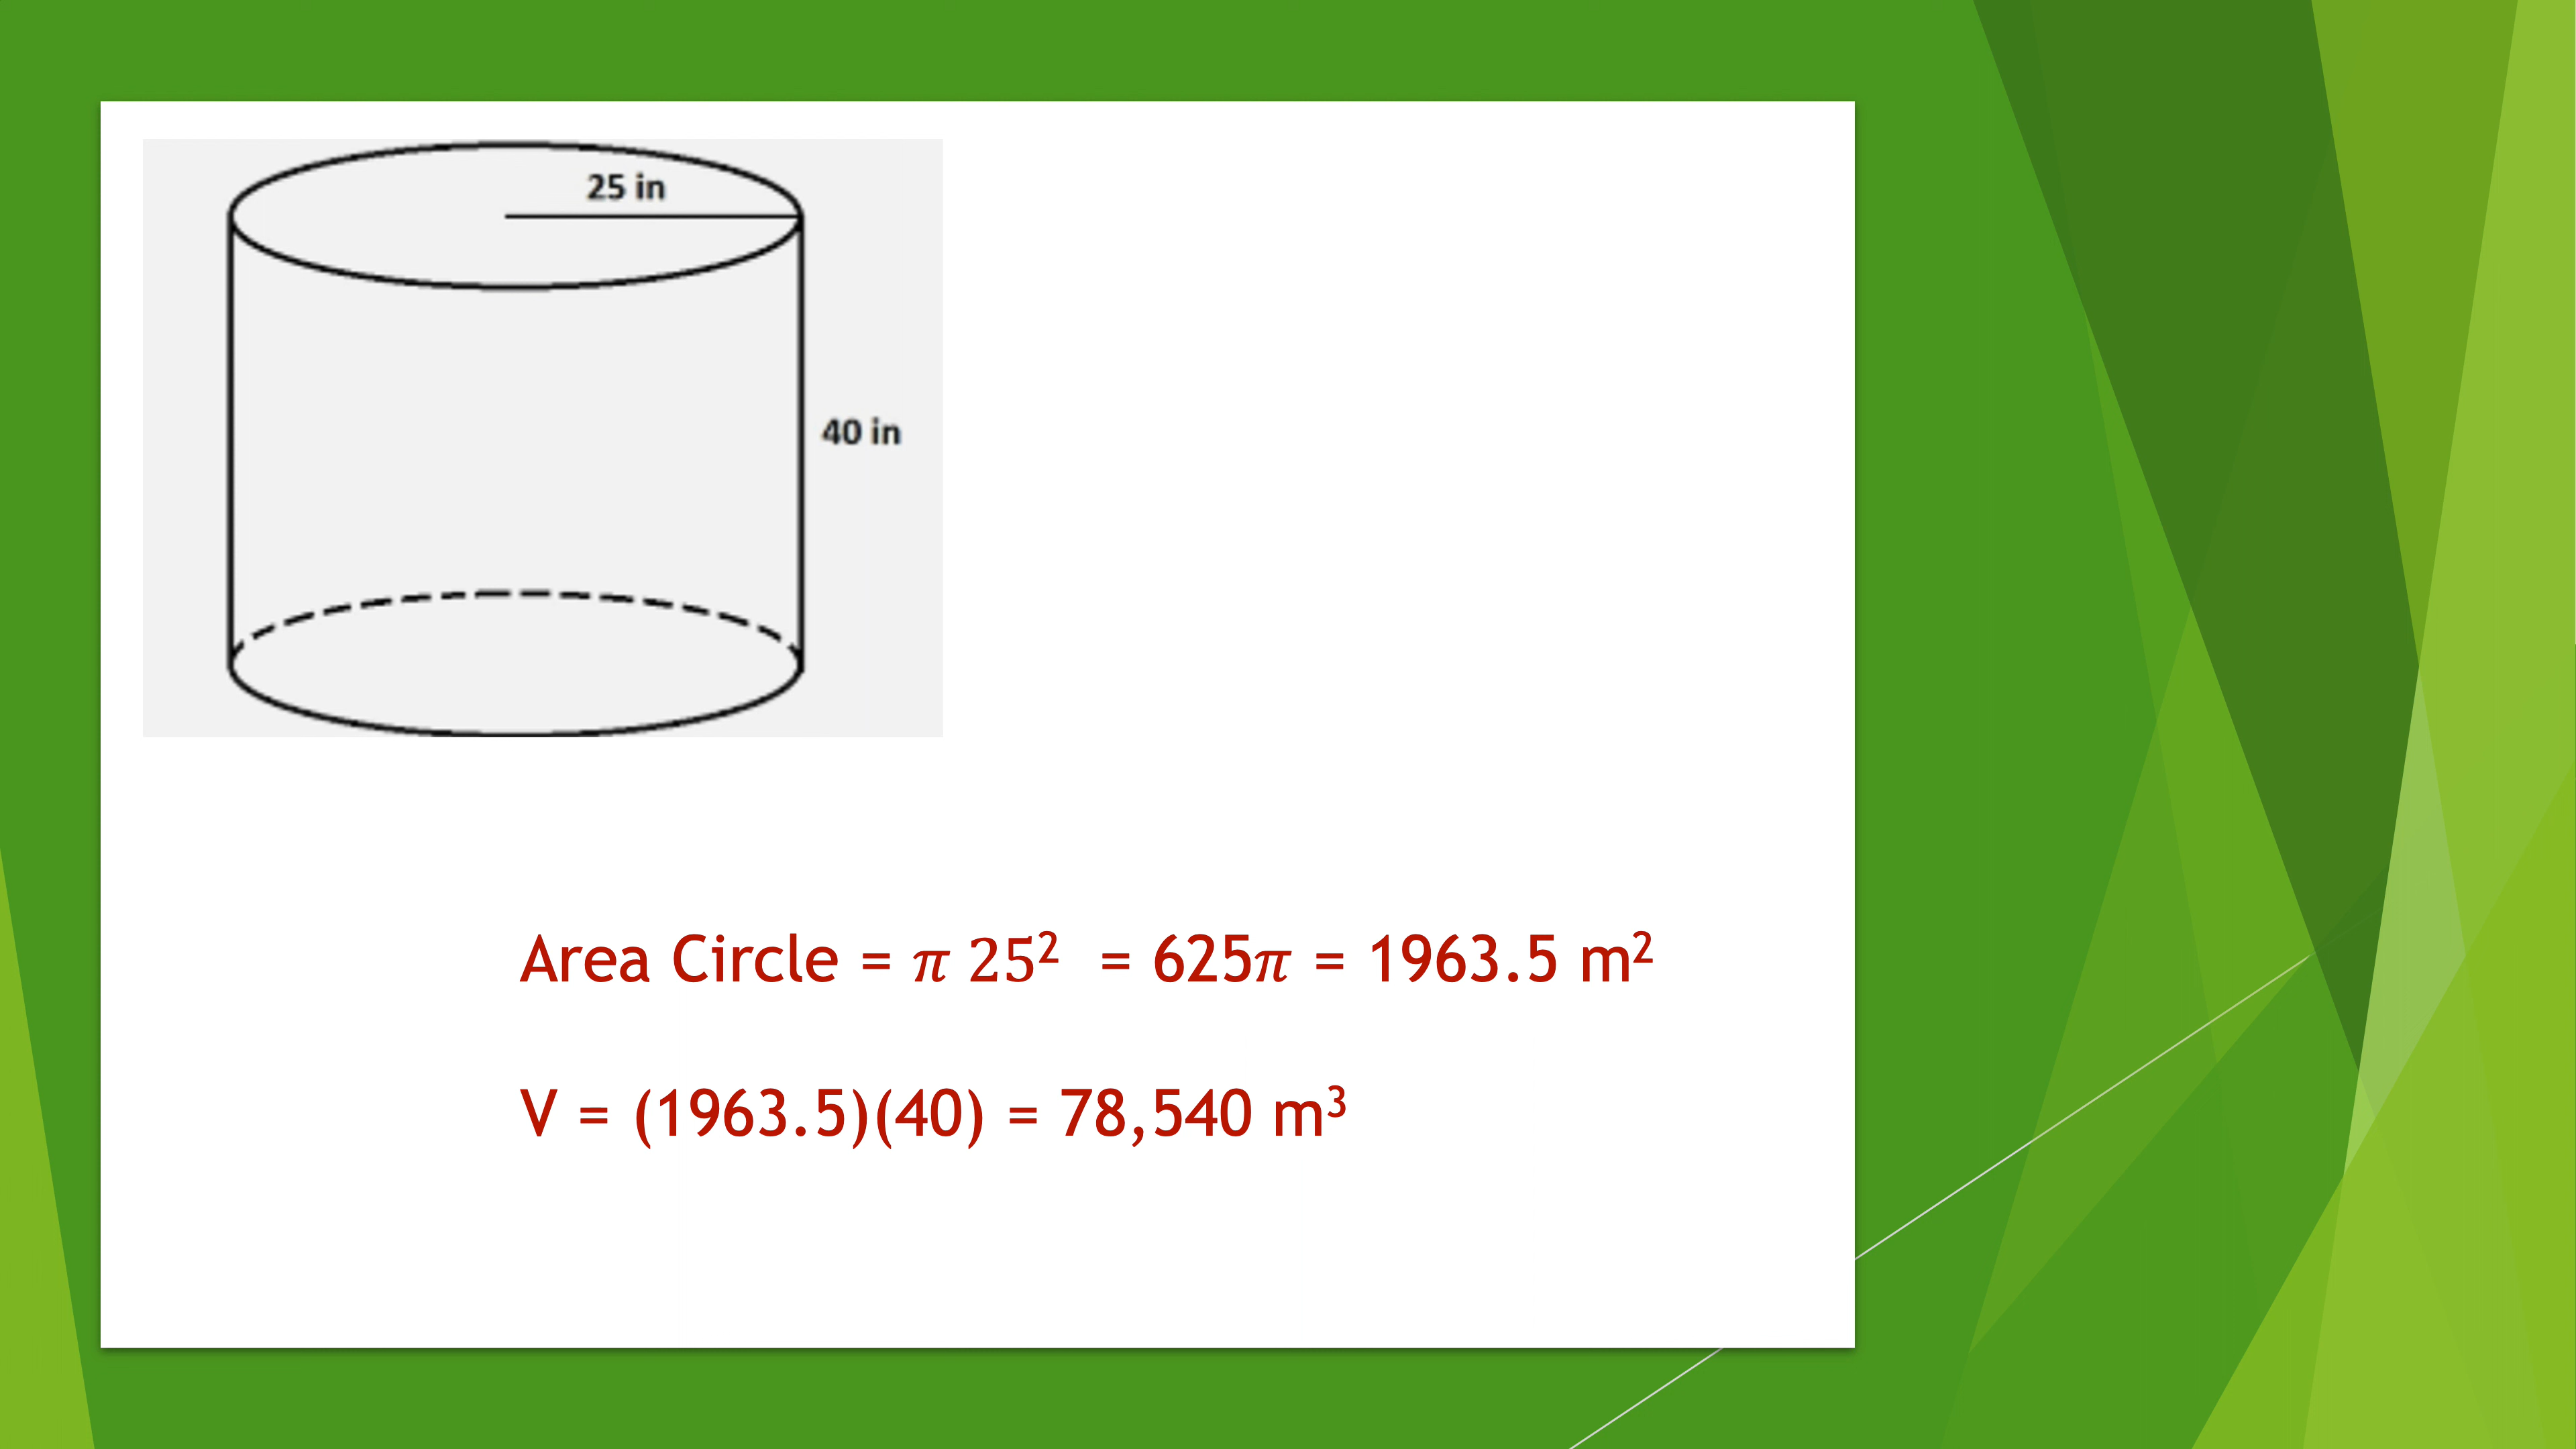 25 in
40 in
Area Circle = 𝜋 25² = 625𝜋 = 1963.5 m²
V = (1963.5)(40) = 78,540 m³